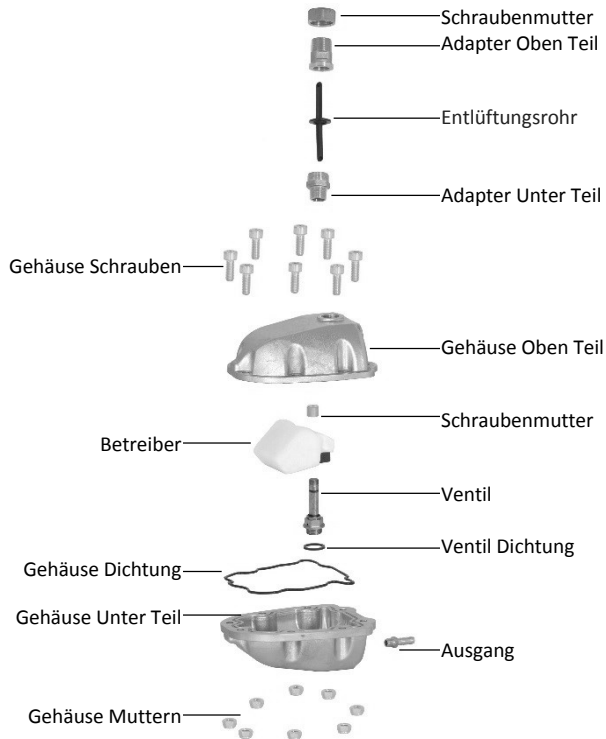 Schraubenmutter
Adapter Oben Teil
Entlüftungsrohr
Adapter Unter Teil
Gehäuse Schrauben
Gehäuse Oben Teil
Schraubenmutter
Betreiber
Ventil
Ventil Dichtung
Gehäuse Dichtung
Gehäuse Unter Teil
Ausgang
Gehäuse Muttern